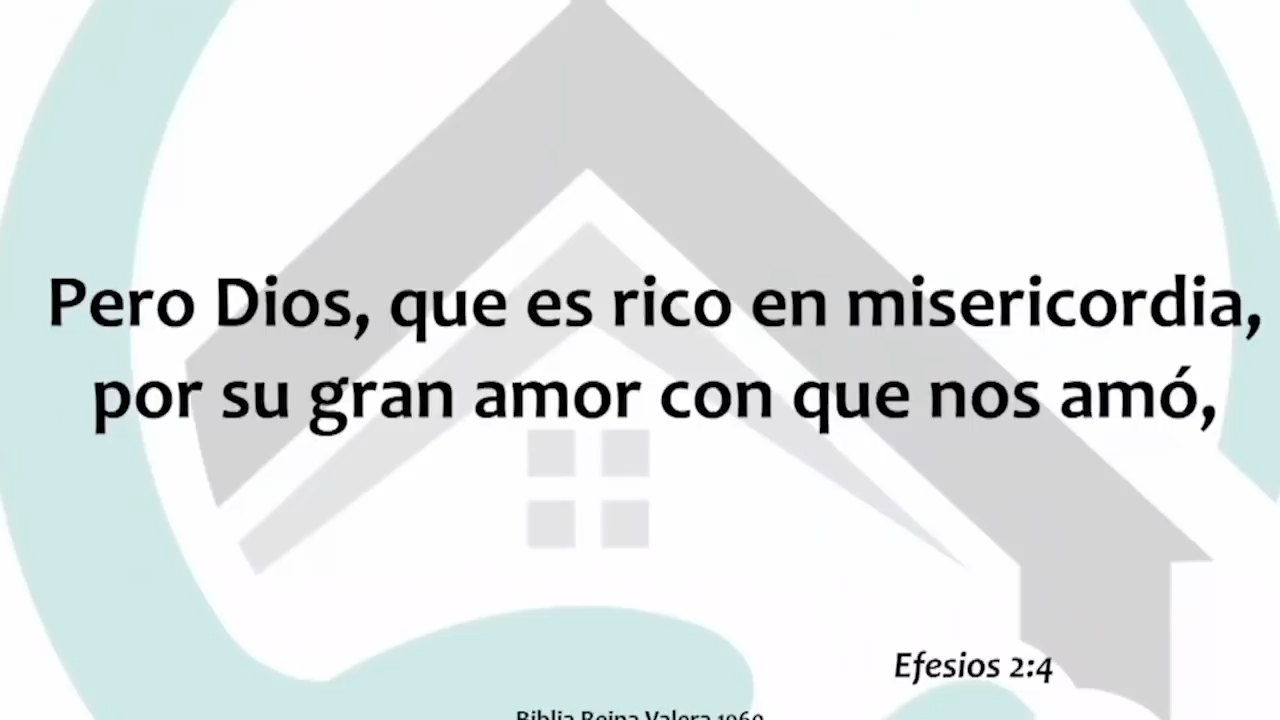 Pero Dios, que es rico en misericordia,
por su gran amor con que nos amó,
Efesios 2:4
Biblia Reina Valera 1960